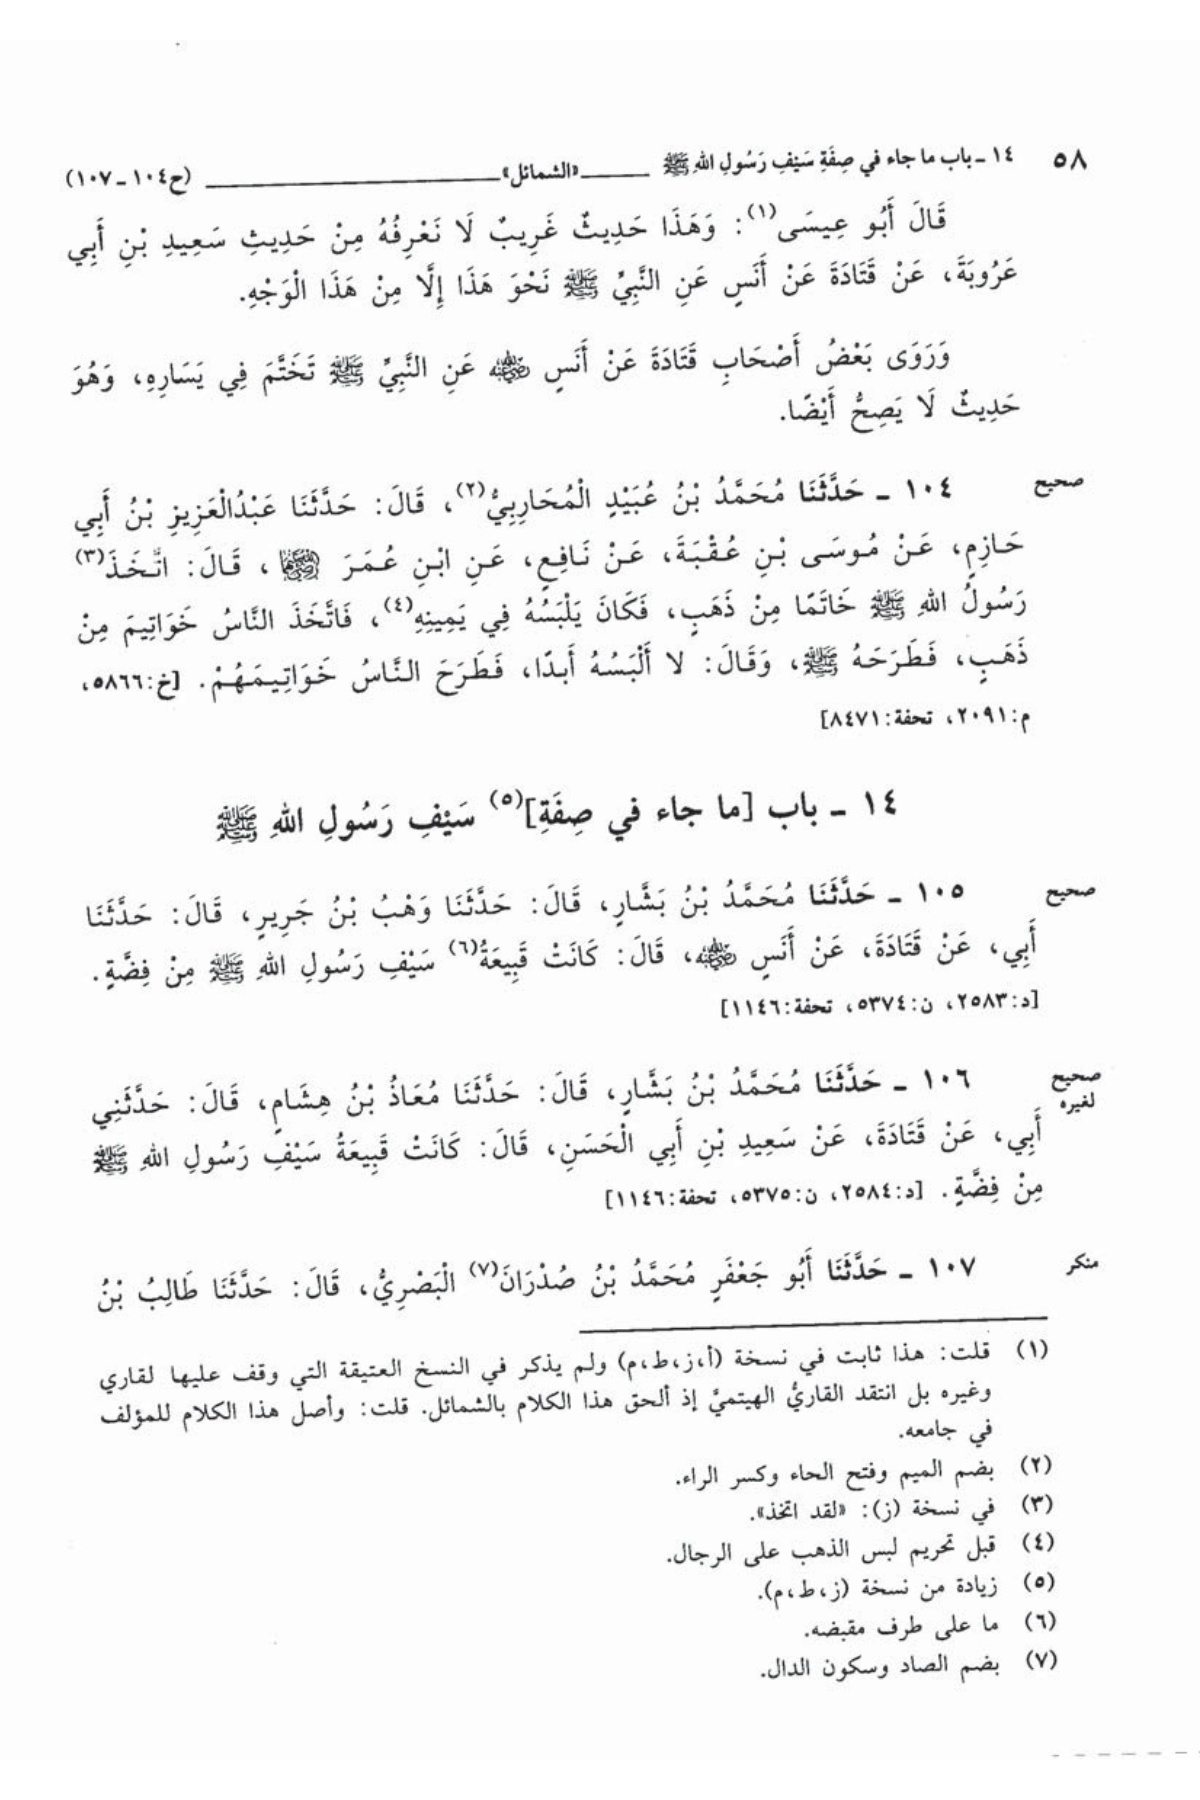 ٥٨ ١٤ ـ باب ما جاء في صِفَةِ سَيْفِ رَسُولِ اللهِ ﷺ ــــــ «الشمائل» ــــــــــــــــــــــــ (ح١٠٤ ـ ١٠٧)
قَالَ أَبُو عِيسَى(١): وَهَذَا حَدِيثٌ غَرِيبٌ لَا نَعْرِفُهُ مِنْ حَدِيثِ سَعِيدِ بْنِ أَبِي
عَرُوبَةَ، عَنْ قَتَادَةَ عَنْ أَنَسٍ عَنِ النَّبِيِّ ﷺ نَحْوَ هَذَا إِلَّا مِنْ هَذَا الْوَجْهِ.
وَرَوَى بَعْضُ أَصْحَابِ قَتَادَةَ عَنْ أَنَسٍ رضي الله عنه عَنِ النَّبِيِّ ﷺ تَخَتَّمَ فِي يَسَارِهِ، وَهُوَ
حَدِيثٌ لَا يَصِحُّ أَيْضًا.
صحيح ١٠٤ ـ حَدَّثَنَا مُحَمَّدُ بْنُ عُبَيْدٍ الْمُحَارِبِيُّ(٢)، قَالَ: حَدَّثَنَا عَبْدُالْعَزِيزِ بْنُ أَبِي
حَازِمٍ، عَنْ مُوسَى بْنِ عُقْبَةَ، عَنْ نَافِعٍ، عَنِ ابْنِ عُمَرَ رضي الله عنهما، قَالَ: اتَّخَذَ(٣)
رَسُولُ اللهِ ﷺ خَاتَمًا مِنْ ذَهَبٍ، فَكَانَ يَلْبَسُهُ فِي يَمِينِهِ(٤)، فَاتَّخَذَ النَّاسُ خَوَاتِيمَ مِنْ
ذَهَبٍ، فَطَرَحَهُ ﷺ، وَقَالَ: لا أَلْبَسُهُ أَبدًا، فَطَرَحَ النَّاسُ خَوَاتِيمَهُمْ. [خ:٥٨٦٦،
م:٢٠٩١، تحفة:٨٤٧١]
١٤ ـ باب [ما جاء في صِفَةِ](٥) سَيْفِ رَسُولِ اللهِ ﷺ
صحيح ١٠٥ ـ حَدَّثَنَا مُحَمَّدُ بْنُ بَشَّارٍ، قَالَ: حَدَّثَنَا وَهْبُ بْنُ جَرِيرٍ، قَالَ: حَدَّثَنَا
أَبِي، عَنْ قَتَادَةَ، عَنْ أَنَسٍ رضي الله عنه، قَالَ: كَانَتْ قَبِيعَةُ(٦) سَيْفِ رَسُولِ اللهِ ﷺ مِنْ فِضَّةٍ.
[د:٢٥٨٣، ن:٥٣٧٤، تحفة:١١٤٦]
صحيح لغيره ١٠٦ ـ حَدَّثَنَا مُحَمَّدُ بْنُ بَشَّارٍ، قَالَ: حَدَّثَنَا مُعَاذُ بْنُ هِشَامٍ، قَالَ: حَدَّثَنِي
أَبِي، عَنْ قَتَادَةَ، عَنْ سَعِيدِ بْنِ أَبِي الْحَسَنِ، قَالَ: كَانَتْ قَبِيعَةُ سَيْفِ رَسُولِ اللهِ ﷺ
مِنْ فِضَّةٍ. [د:٢٥٨٤، ن:٥٣٧٥، تحفة:١١٤٦]
منكر ١٠٧ ـ حَدَّثَنَا أَبُو جَعْفَرٍ مُحَمَّدُ بْنُ صُدْرَانَ(٧) الْبَصْرِيُّ، قَالَ: حَدَّثَنَا طَالِبُ بْنُ
(١) قلت: هذا ثابت في نسخة (أ،ز،ط،م) ولم يذكر في النسخ العتيقة التي وقف عليها لقاري
وغيره بل انتقد القاريُّ الهيتميَّ إذ ألحق هذا الكلام بالشمائل. قلت: وأصل هذا الكلام للمؤلف
في جامعه.
(٢) بضم الميم وفتح الحاء وكسر الراء.
(٣) في نسخة (ز): «لقد اتخذ».
(٤) قبل تحريم لبس الذهب على الرجال.
(٥) زيادة من نسخة (ز،ط،م).
(٦) ما على طرف مقبضه.
(٧) بضم الصاد وسكون الدال.